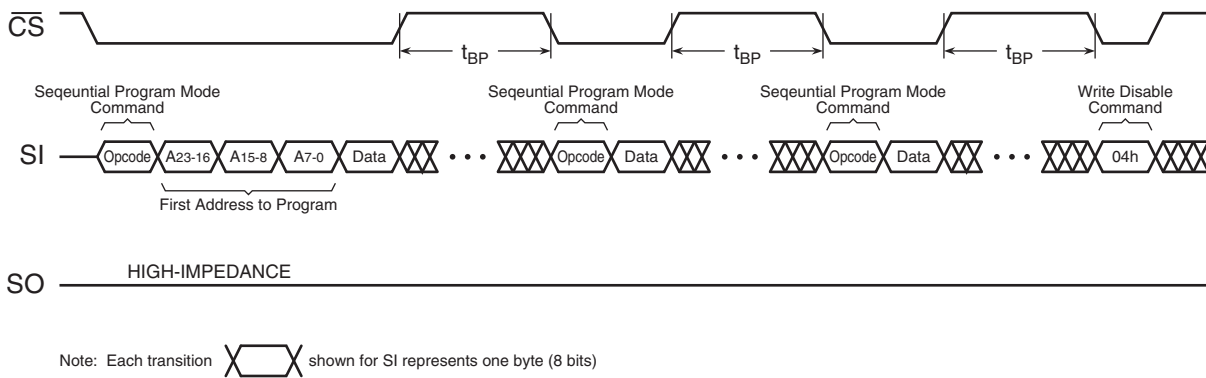 CS
tBP tBP tBP
Seqeuntial Program Mode Command
Seqeuntial Program Mode Command
Seqeuntial Program Mode Command
Write Disable Command
SI Opcode A23-16 A15-8 A7-0 Data Opcode Data Opcode Data 04h
First Address to Program
HIGH-IMPEDANCE
SO
Note: Each transition shown for SI represents one byte (8 bits)